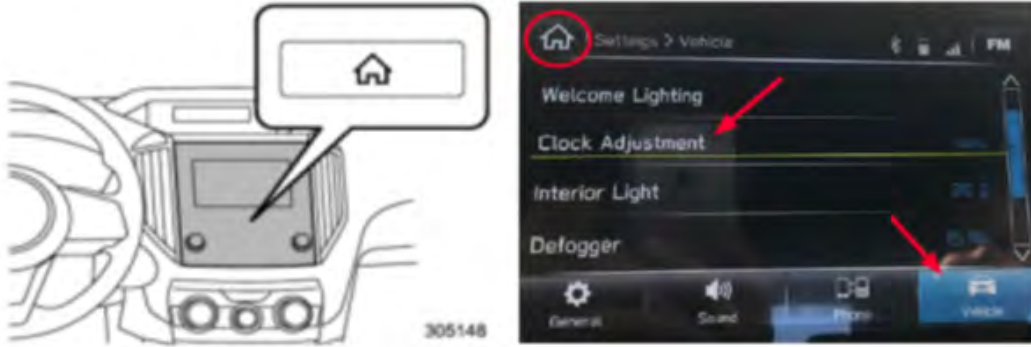 305148
Settings > Vehicle
FM
Welcome Lighting
Clock Adjustment
Interior Light
Defogger
General
Sound
Phone
Vehicle